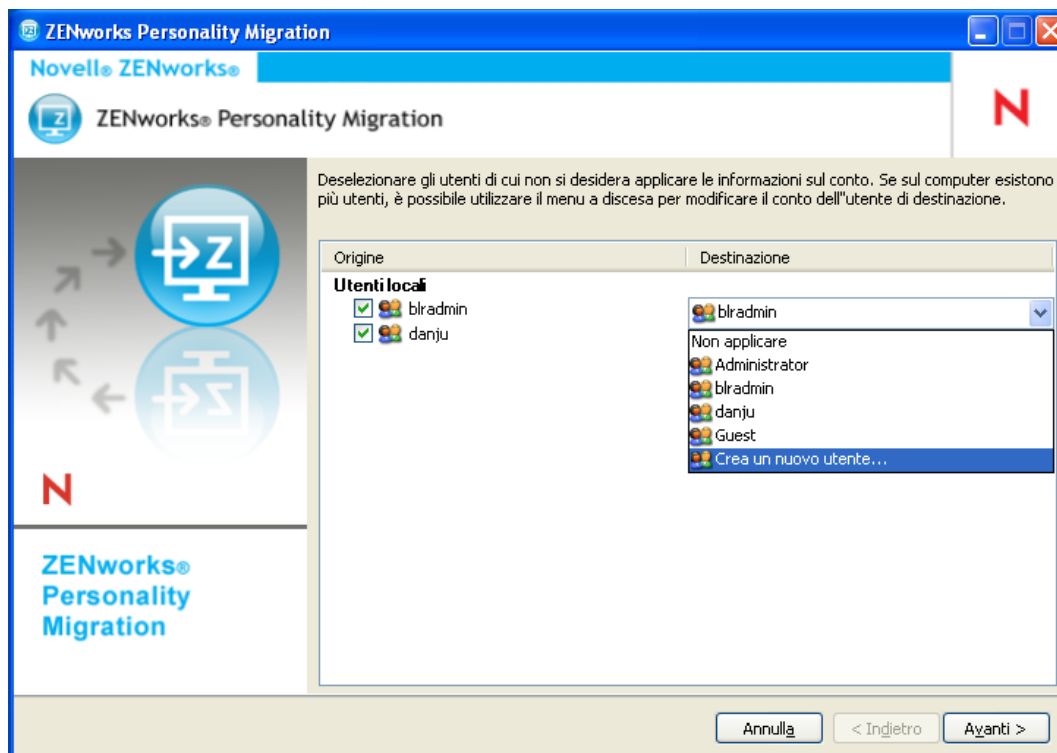 ZENworks Personality Migration
Novell® ZENworks®
ZENworks® Personality Migration
N
Deselezionare gli utenti di cui non si desidera applicare le informazioni sul conto. Se sul computer esistono
più utenti, è possibile utilizzare il menu a discesa per modificare il conto dell"utente di destinazione.
Origine Destinazione
Utenti locali
blradmin blradmin
danju
Non applicare
Administrator
blradmin
danju
Guest
Crea un nuovo utente...
Z
N
ZENworks®
Personality
Migration
Annulla < Indietro Avanti >